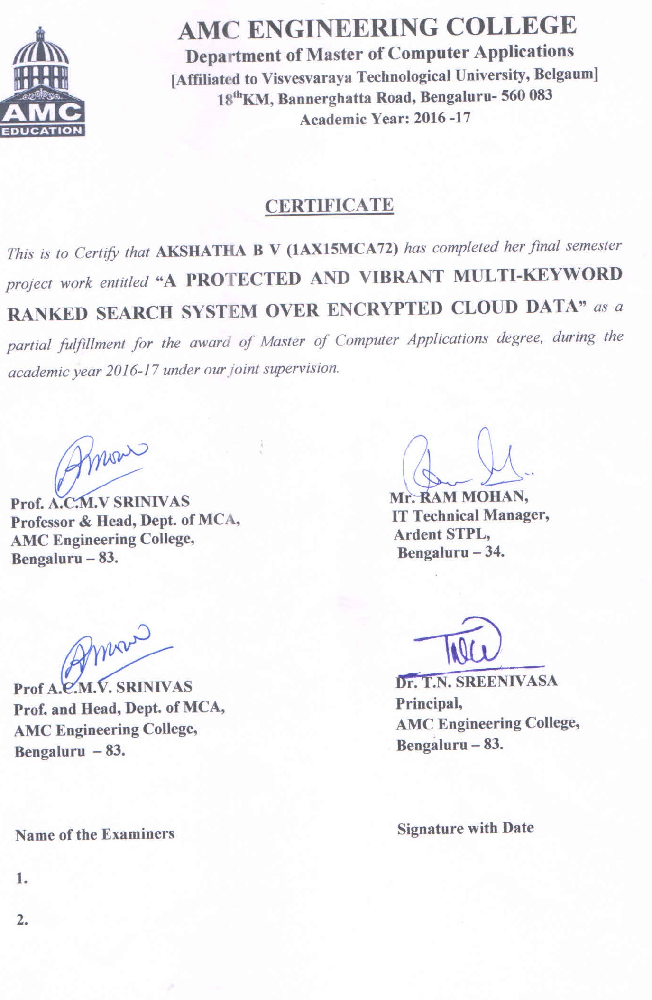 AMC ENGINEERING COLLEGE
Department of Master of Computer Applications
[Affiliated to Visvesvaraya Technological University, Belgaum]
18thKM, Bannerghatta Road, Bengaluru- 560 083
Academic Year: 2016 -17
AMC
EDUCATION
CERTIFICATE
This is to Certify that AKSHATHA B V (1AX15MCA72) has completed her final semester
project work entitled “A PROTECTED AND VIBRANT MULTI-KEYWORD
RANKED SEARCH SYSTEM OVER ENCRYPTED CLOUD DATA” as a
partial fulfillment for the award of Master of Computer Applications degree, during the
academic year 2016-17 under our joint supervision.
Prof. A.C.M.V SRINIVAS
Professor & Head, Dept. of MCA,
AMC Engineering College,
Bengaluru – 83.
Mr. RAM MOHAN,
IT Technical Manager,
Ardent STPL,
Bengaluru – 34.
Prof A.C.M.V. SRINIVAS
Prof. and Head, Dept. of MCA,
AMC Engineering College,
Bengaluru – 83.
Dr. T.N. SREENIVASA
Principal,
AMC Engineering College,
Bengaluru – 83.
Name of the Examiners
Signature with Date
1.
2.